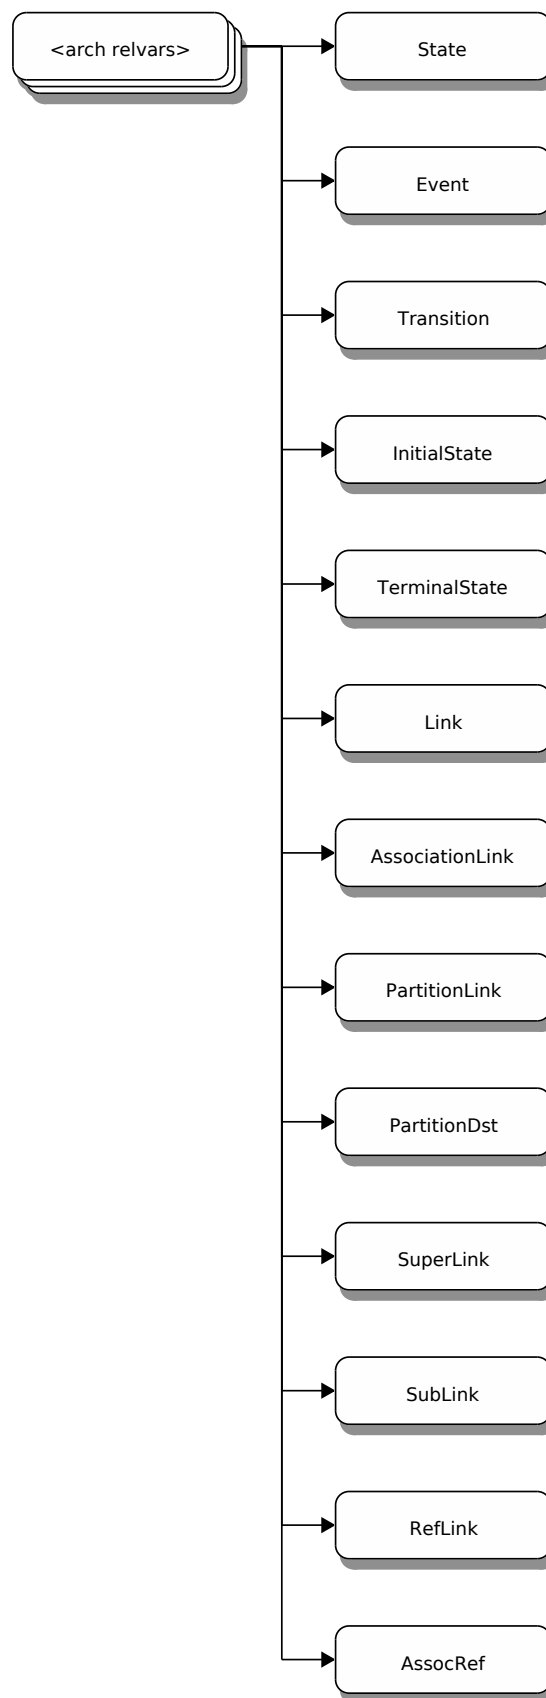 <arch relvars>
State
Event
Transition
InitialState
TerminalState
Link
AssociationLink
PartitionLink
PartitionDst
SuperLink
SubLink
RefLink
AssocRef